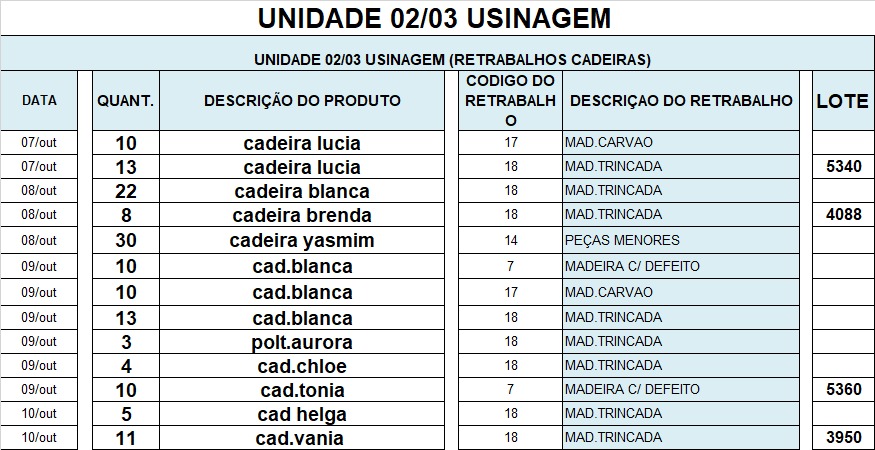 UNIDADE 02/03 USINAGEM
UNIDADE 02/03 USINAGEM (RETRABALHOS CADEIRAS)
DATA QUANT. DESCRIÇÃO DO PRODUTO CODIGO DO RETRABALHO DESCRIÇAO DO RETRABALHO LOTE
07/out 10 cadeira lucia 17 MAD.CARVAO
07/out 13 cadeira lucia 18 MAD.TRINCADA 5340
08/out 22 cadeira blanca 18 MAD.TRINCADA
08/out 8 cadeira brenda 18 MAD.TRINCADA 4088
08/out 30 cadeira yasmim 14 PEÇAS MENORES
09/out 10 cad.blanca 7 MADEIRA C/ DEFEITO
09/out 10 cad.blanca 17 MAD.CARVAO
09/out 13 cad.blanca 18 MAD.TRINCADA
09/out 3 polt.aurora 18 MAD.TRINCADA
09/out 4 cad.chloe 18 MAD.TRINCADA
09/out 10 cad.tonia 7 MADEIRA C/ DEFEITO 5360
10/out 5 cad helga 18 MAD.TRINCADA
10/out 11 cad.vania 18 MAD.TRINCADA 3950